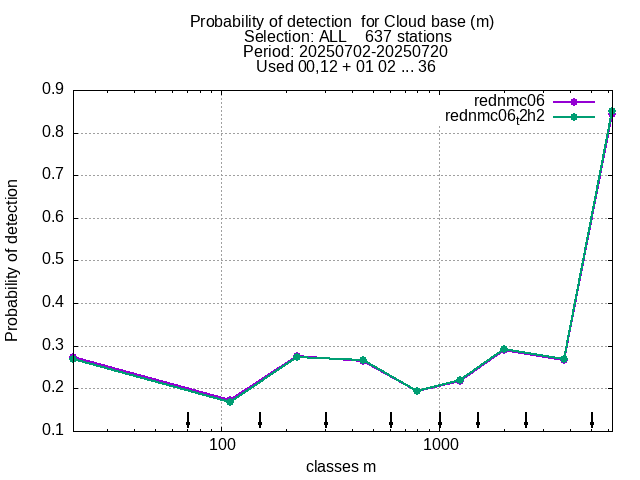 Probability of detection  for Cloud base (m)
Selection: ALL    637 stations
Period: 20250702-20250720
Used 00,12 + 01 02 ... 36
rednmc06
rednmc06t2h2
Probability of detection
0.9
0.8
0.7
0.6
0.5
0.4
0.3
0.2
0.1
100
1000
classes m